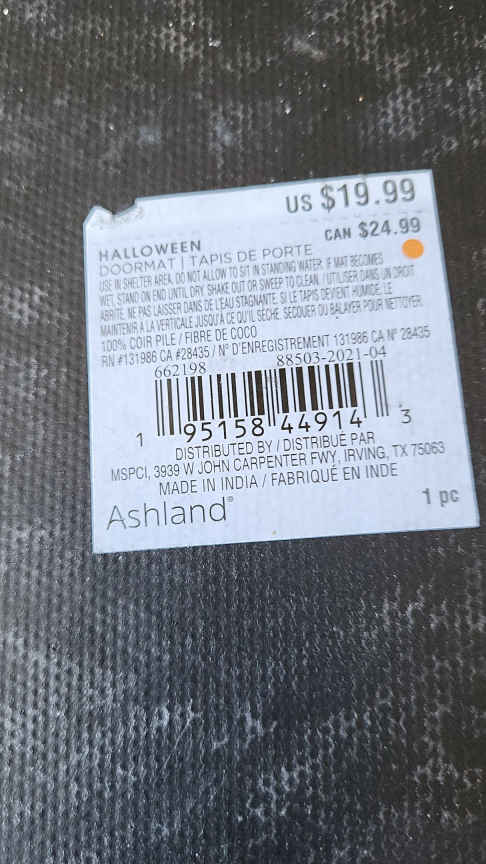 US $19.99
CAN $24.99
HALLOWEEN
DOORMAT | TAPIS DE PORTE
USE IN SHELTER AREA. DO NOT ALLOW TO SIT IN STANDING WATER. IF MAT BECOMES
WET, STAND ON END UNTIL DRY. SHAKE OUT OR SWEEP TO CLEAN. / UTILISER DANS UN DROIT
ABRITE. NE PAS LAISSER DANS DE L'EAU STAGNANTE. SI LE TAPIS DEVIENT HUMIDE, LE
MAINTENIR À LA VERTICALE JUSQU'À CE QU'IL SÈCHE. SECOUER OU BALAYER POUR NETTOYER.
100% COIR PILE / FIBRE DE COCO
RN #131986 CA #28435 / N° D'ENREGISTREMENT 131986 CA N° 28435
662198 88503-2021-04
1 95158 44914 3
DISTRIBUTED BY / DISTRIBUÉ PAR
MSPCI, 3939 W JOHN CARPENTER FWY, IRVING, TX 75063
MADE IN INDIA / FABRIQUÉ EN INDE
Ashland® 1 pc